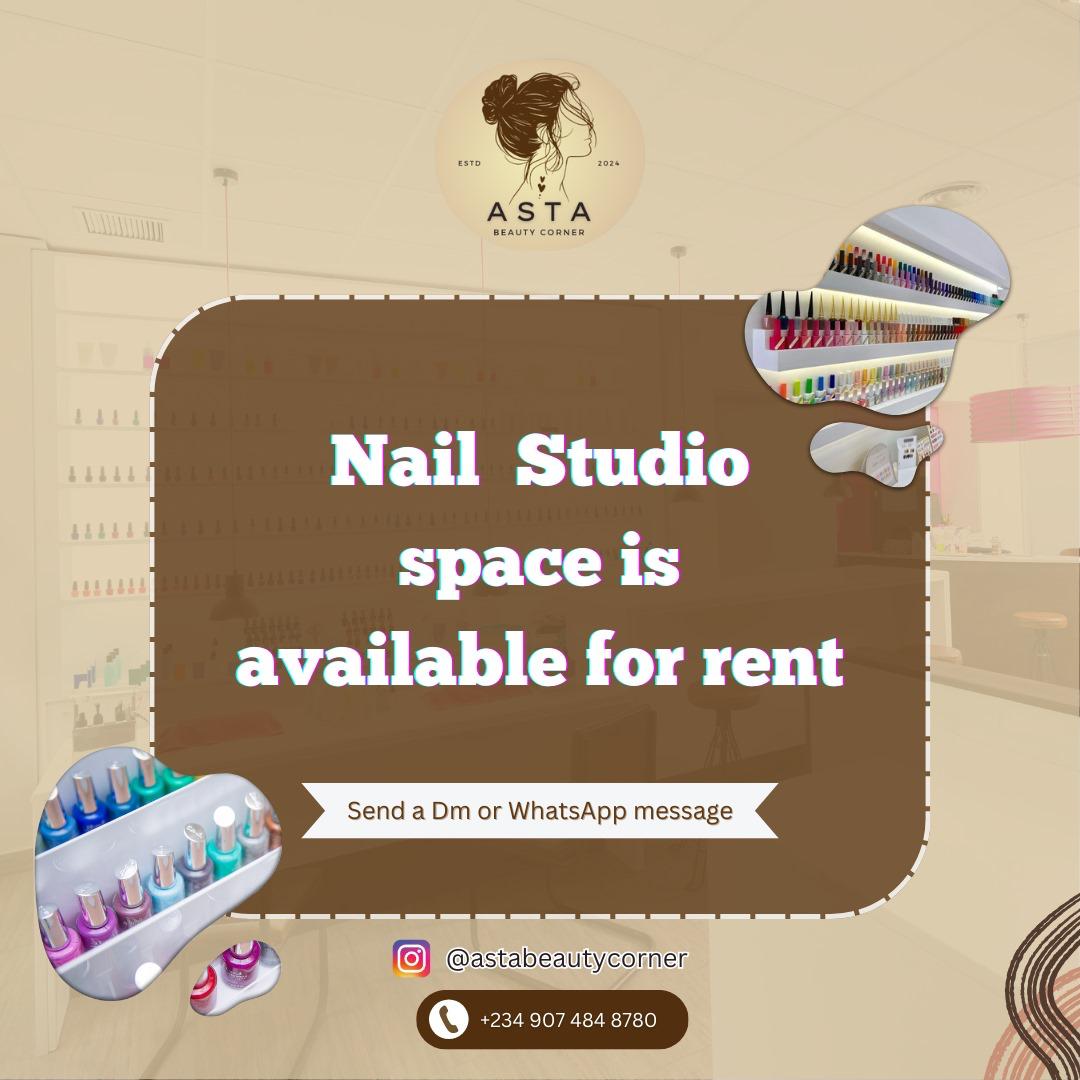 ESTD 2024
ASTA
BEAUTY CORNER
Nail Studio
space is
available for rent
Send a Dm or WhatsApp message
@astabeautycorner
+234 907 484 8780